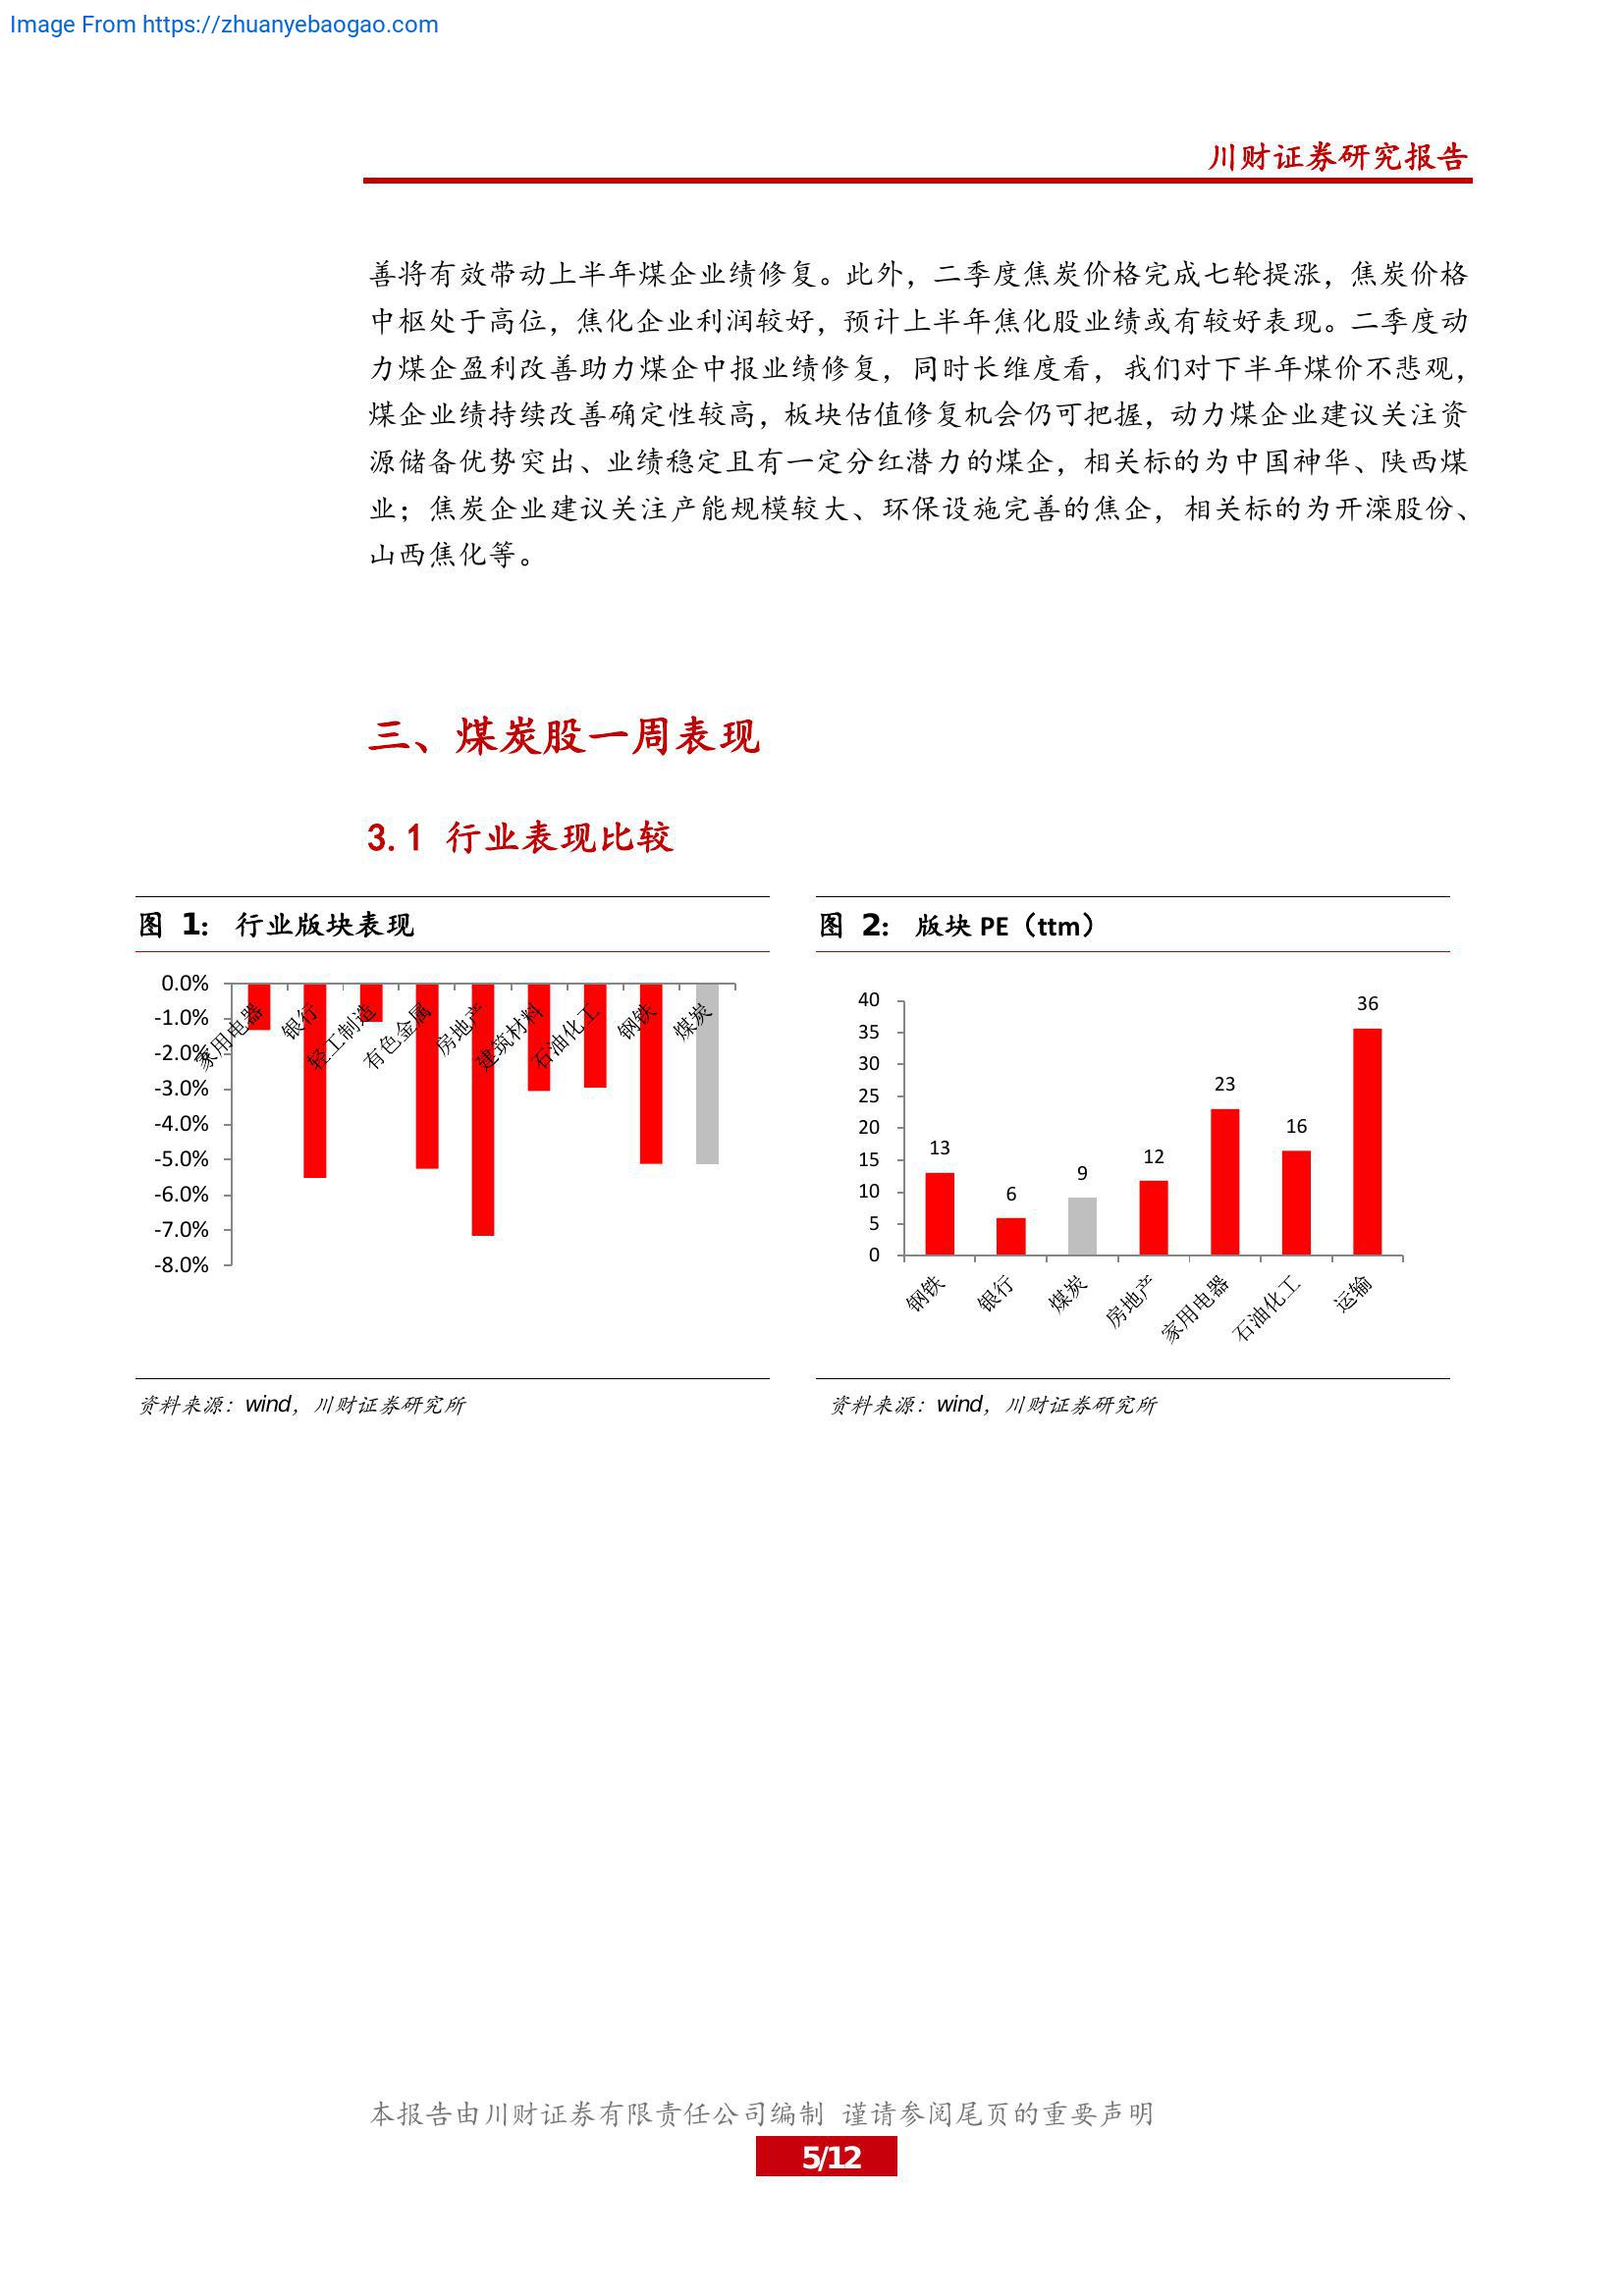 Image From https://zhuanyebaogao.com
川财证券研究报告
善将有效带动上半年煤企业绩修复。此外，二季度焦炭价格完成七轮提涨，焦炭价格
中枢处于高位，焦化企业利润较好，预计上半年焦化股业绩或有较好表现。二季度动
力煤企盈利改善助力煤企中报业绩修复，同时长维度看，我们对下半年煤价不悲观，
煤企业绩持续改善确定性较高，板块估值修复机会仍可把握，动力煤企业建议关注资
源储备优势突出、业绩稳定且有一定分红潜力的煤企，相关标的为中国神华、陕西煤
业；焦炭企业建议关注产能规模较大、环保设施完善的焦企，相关标的为开滦股份、
山西焦化等。
三、煤炭股一周表现
3.1 行业表现比较
图 1： 行业版块表现
0.0%
-1.0%
-2.0%
-3.0%
-4.0%
-5.0%
-6.0%
-7.0%
-8.0%
家用电器
银行
轻工制造
有色金属
房地产
建筑材料
石油化工
钢铁
煤炭
资料来源：wind，川财证券研究所
图 2： 版块 PE（ttm）
40
35
30
25
20
15
10
5
0
13
6
9
12
23
16
36
钢铁
银行
煤炭
房地产
家用电器
石油化工
运输
资料来源：wind，川财证券研究所
本报告由川财证券有限责任公司编制 谨请参阅尾页的重要声明
5/12